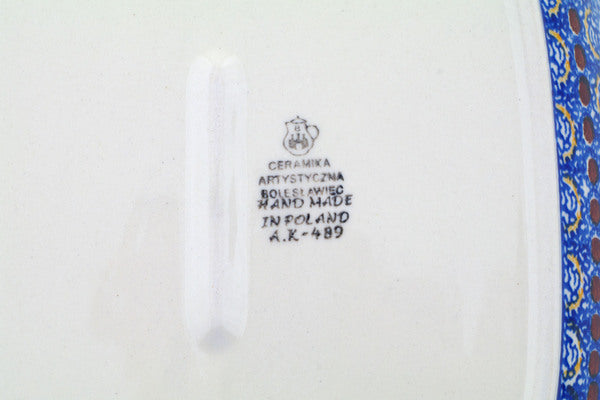 B
CERAMIKA
ARTYSTYCZNA
BOLESŁAWIEC
HAND MADE
IN POLAND
A.K-489